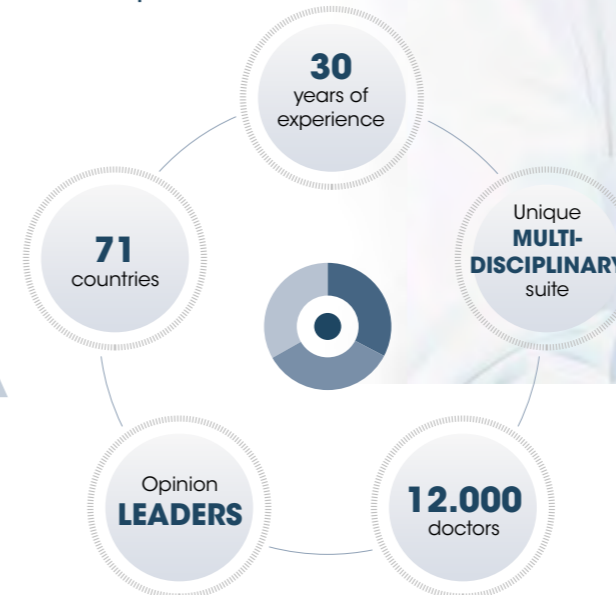 30
years of
experience
Unique
MULTI-
DISCIPLINARY
suite
71
countries
Opinion
LEADERS
12.000
doctors